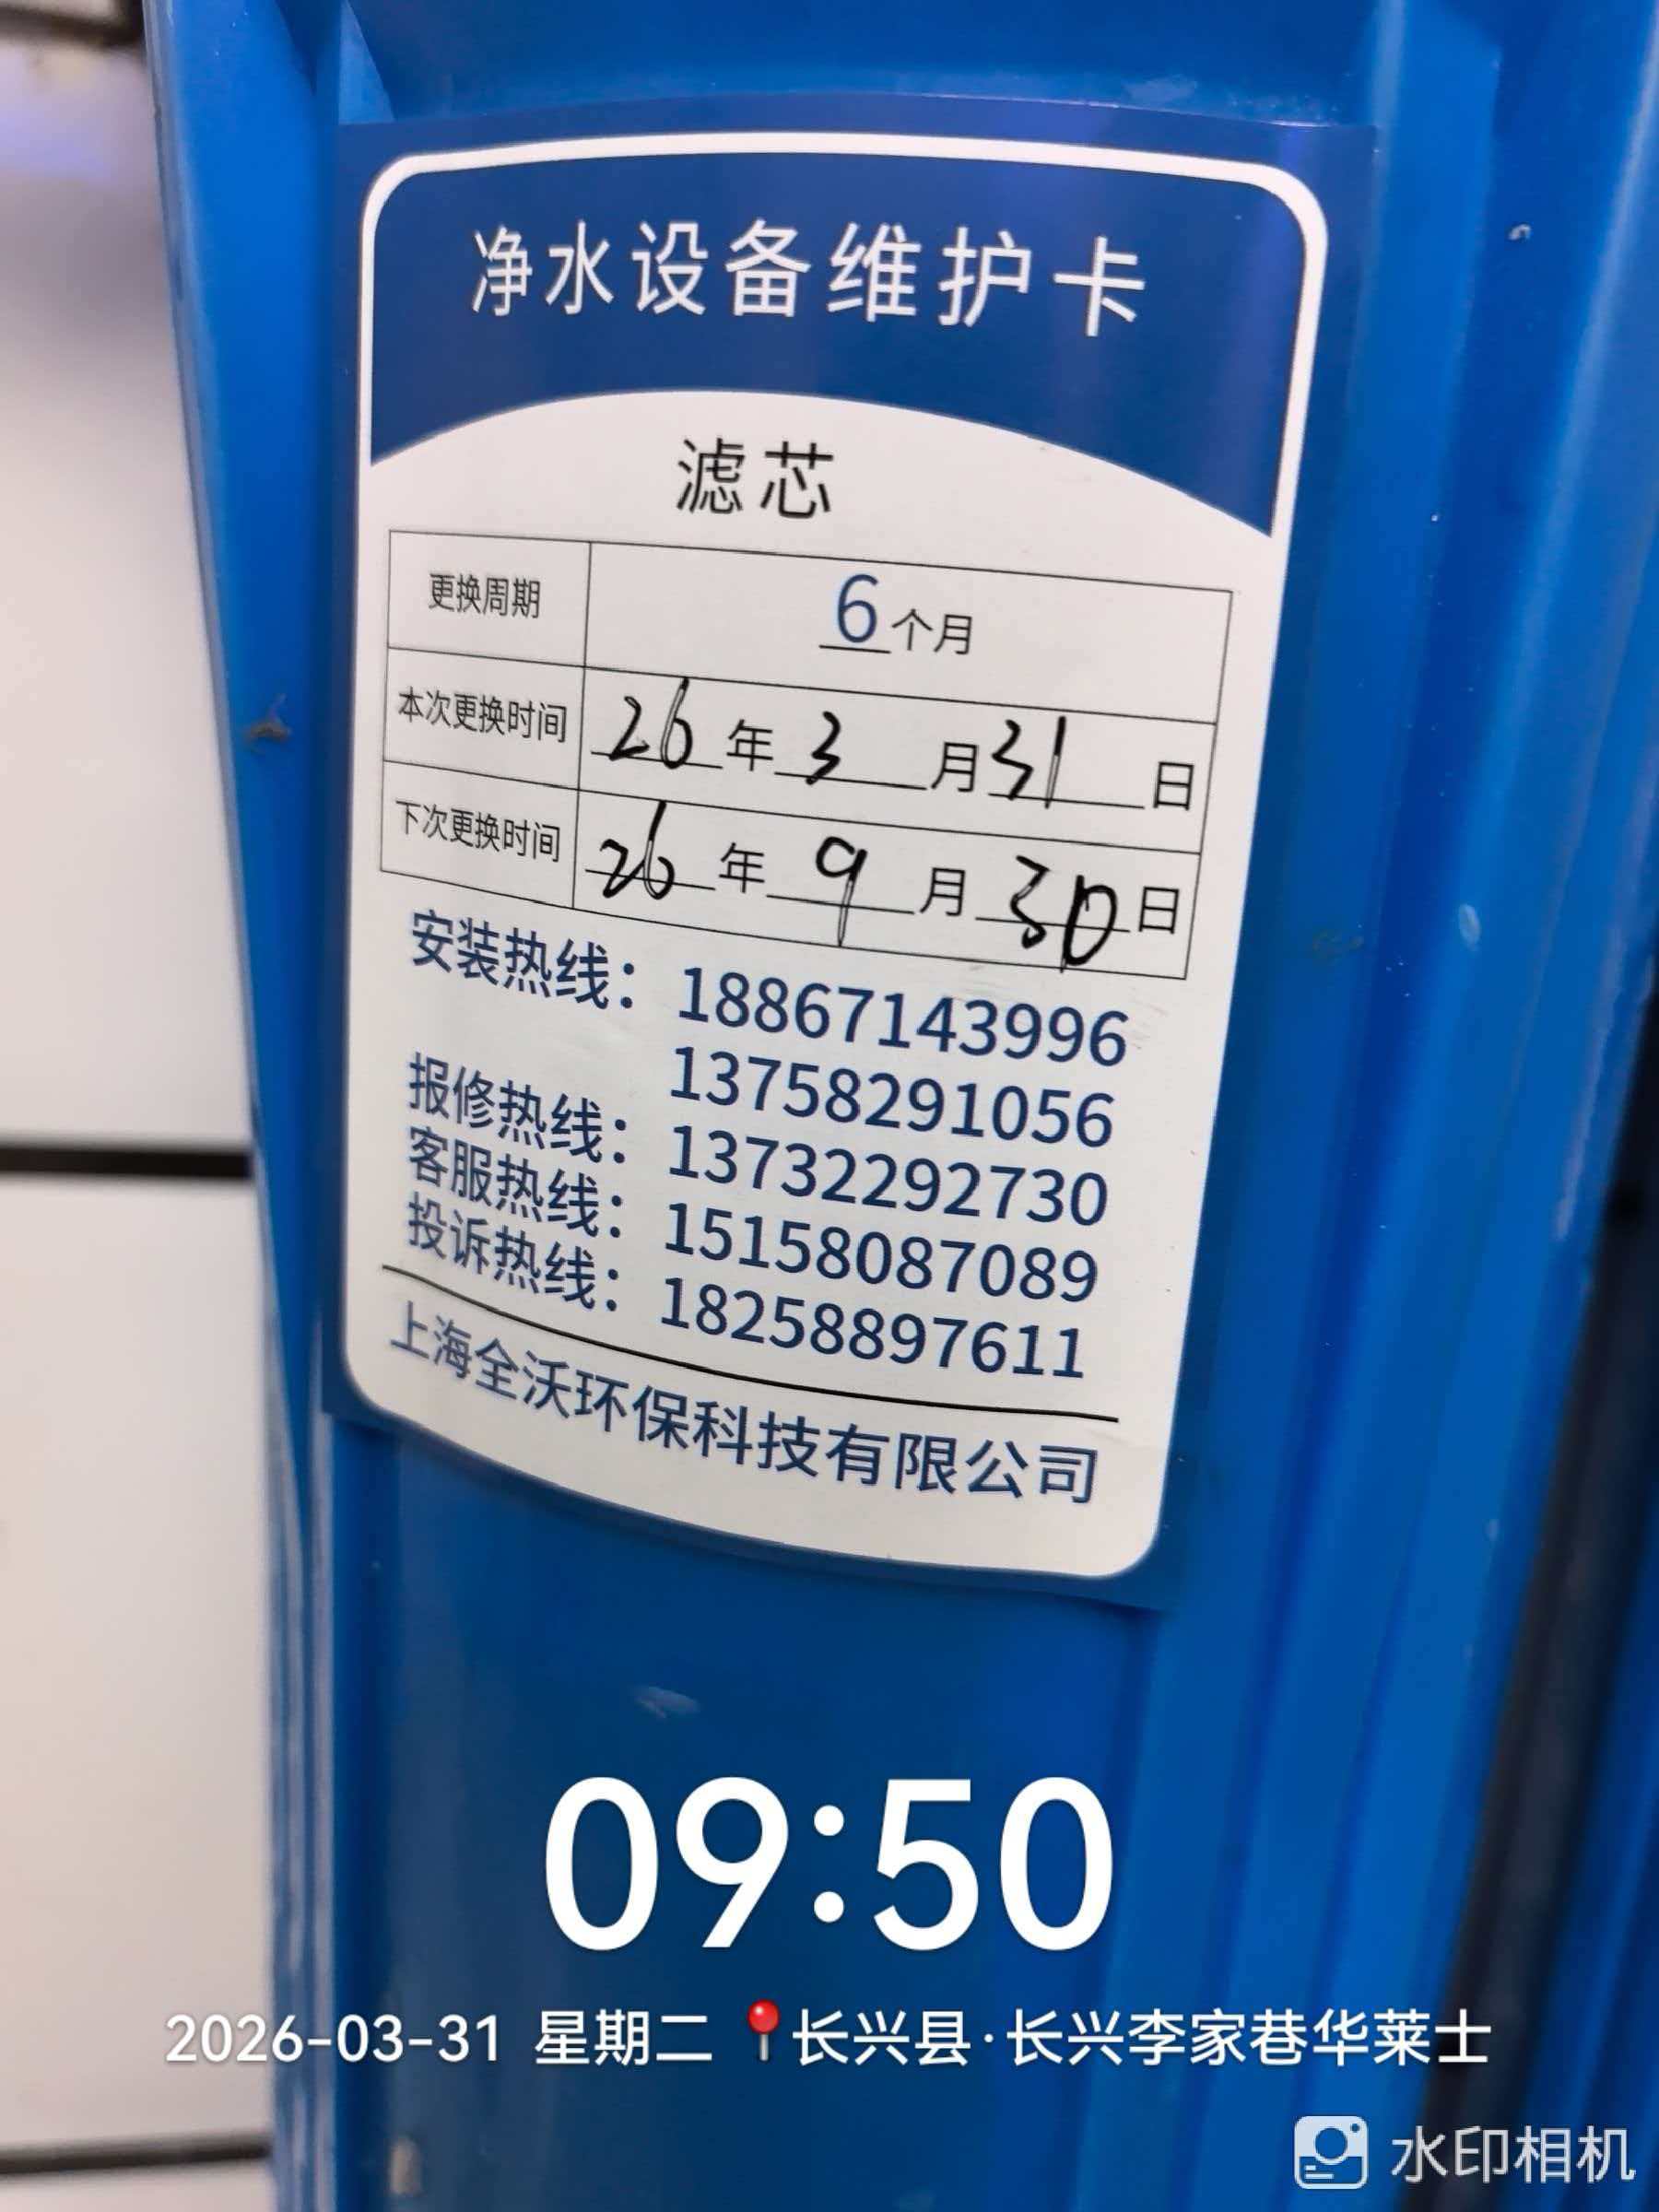 净水设备维护卡
滤芯
更换周期 6个月
本次更换时间 26年3月31日
下次更换时间 26年9月30日
安装热线：18867143996
13758291056
报修热线：13732292730
客服热线：15158087089
投诉热线：18258897611
上海全沃环保科技有限公司
09:50
2026-03-31 星期二 长兴县·长兴李家巷华莱士
水印相机